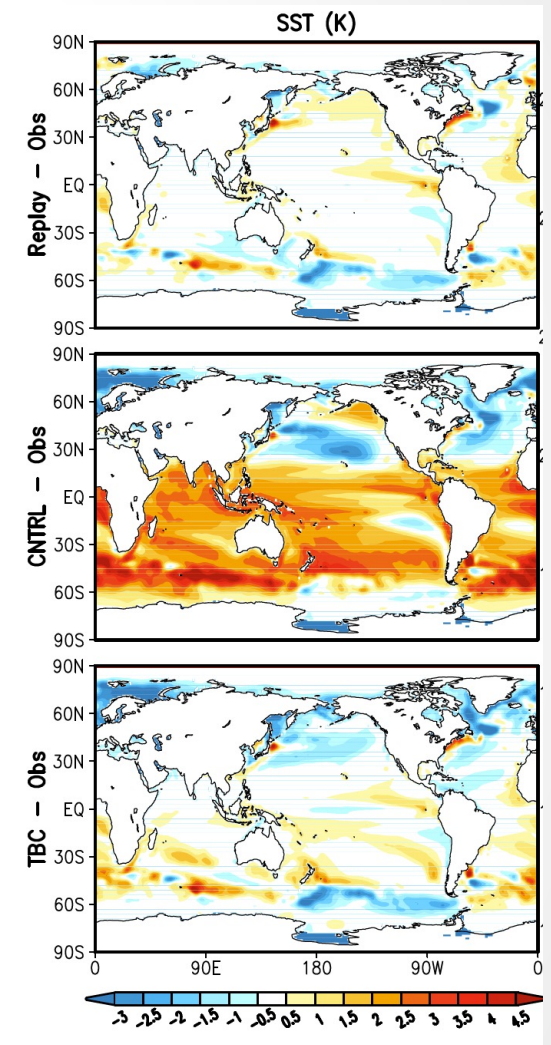 SST (K)
90N
60N
30N
EQ
30S
60S
90S
Replay – Obs
90N
60N
30N
EQ
30S
60S
90S
CNTRL – Obs
90N
60N
30N
EQ
30S
60S
90S
TBC – Obs
0 90E 180 90W 0
-3 -2.5 -2 -1.5 -1 -0.5 0.5 1 1.5 2 2.5 3 3.5 4 4.5